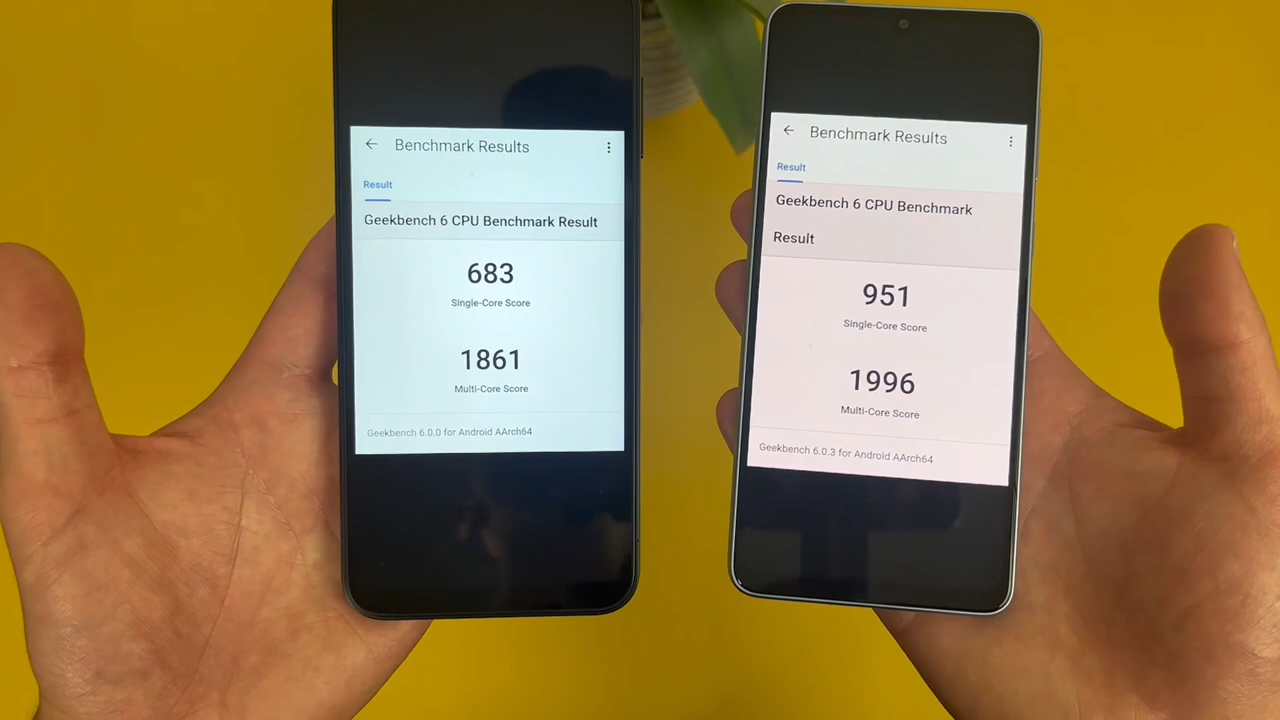 Benchmark Results
Result
Geekbench 6 CPU Benchmark Result
683
Single-Core Score
1861
Multi-Core Score
Geekbench 6.0.0 for Android AArch64
Benchmark Results
Result
Geekbench 6 CPU Benchmark
Result
951
Single-Core Score
1996
Multi-Core Score
Geekbench 6.0.3 for Android AArch64